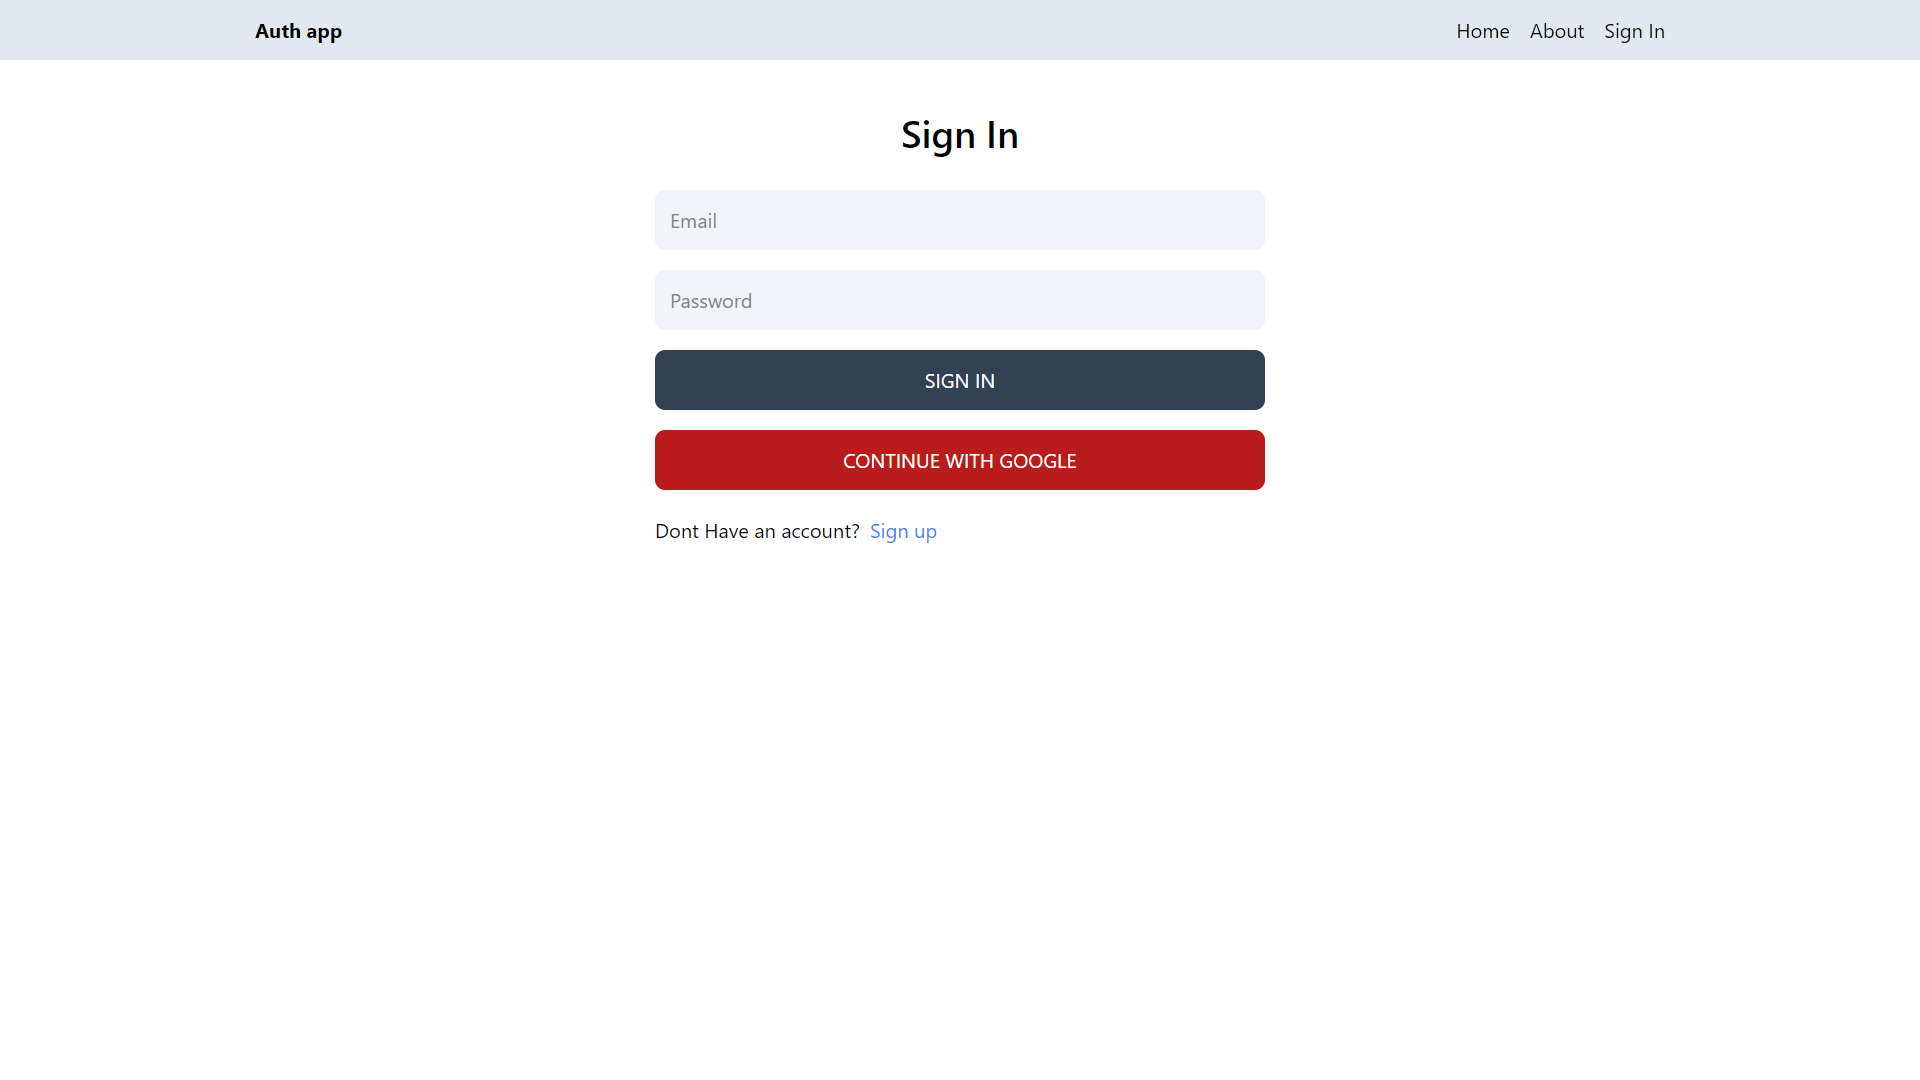 Auth app Home About Sign In
Sign In
Email
Password
SIGN IN
CONTINUE WITH GOOGLE
Dont Have an account? Sign up